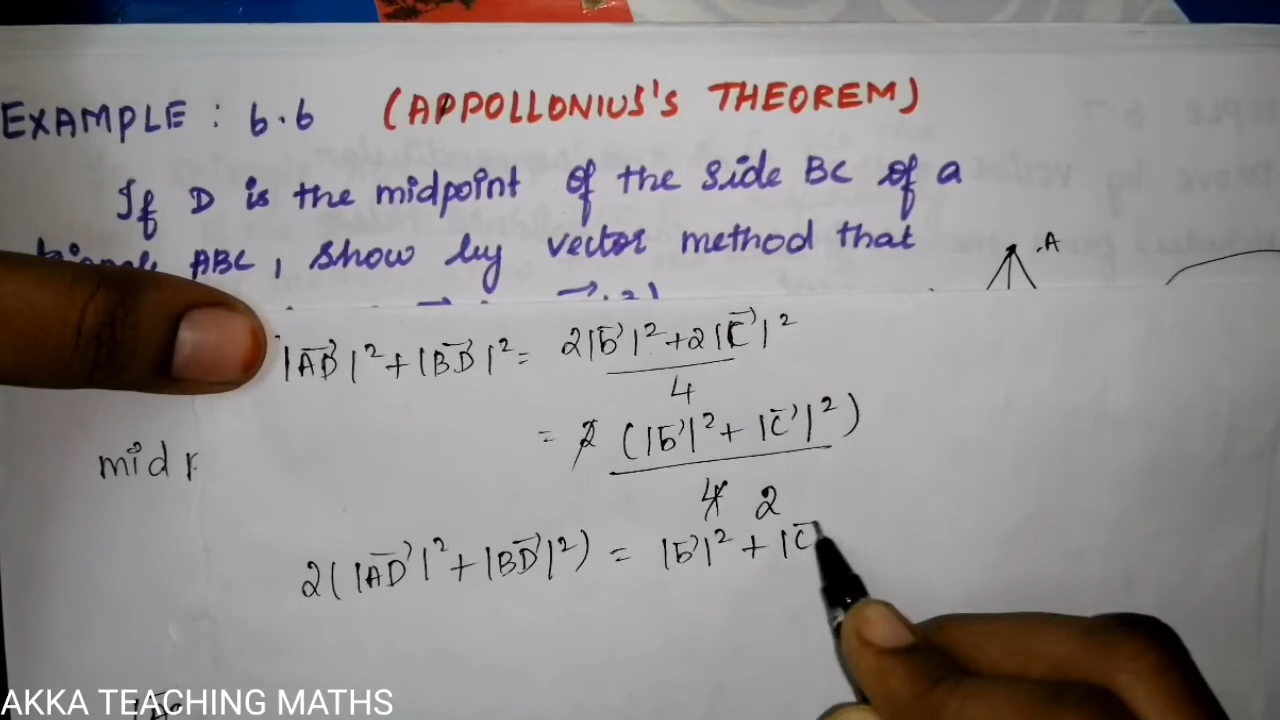 EXAMPLE : 6.6 (APPOLLONIUS's THEOREM)
If D is the midpoint of the side BC of a
ABC, show by vector method that
A
|AD⃗|² + |BD⃗|² = 2|b⃗|² + 2|c⃗|² / 4
= 2 (|b⃗|² + |c⃗|²) / 4 2
mid
2(|AD⃗|² + |BD⃗|²) = |b⃗|² + |c
AKKA TEACHING MATHS